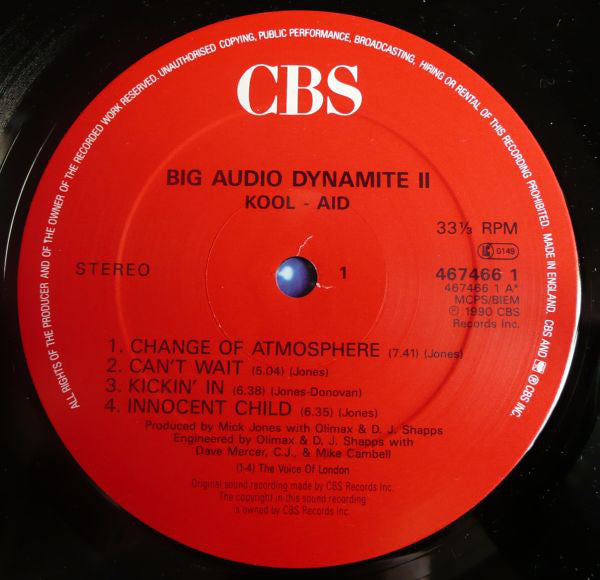 ALL RIGHTS OF THE PRODUCER AND OF THE OWNER OF THE RECORDED WORK RESERVED. UNAUTHORISED COPYING, PUBLIC PERFORMANCE, BROADCASTING, HIRING OR RENTAL OF THIS RECORDING PROHIBITED. MADE IN ENGLAND. CBS AND ℗ CBS INC.
CBS
BIG AUDIO DYNAMITE II
KOOL - AID
33⅓ RPM
0149
STEREO
1
467466 1
467466 1 A*
MCPS/BIEM
℗ 1990 CBS
Records Inc.
1. CHANGE OF ATMOSPHERE (7.41) (Jones)
2. CAN'T WAIT (5.04) (Jones)
3. KICKIN' IN (6.38) (Jones-Donovan)
4. INNOCENT CHILD (6.35) (Jones)
Produced by Mick Jones with Olimax & D. J. Shapps
Engineered by Olimax & D. J. Shapps with
Dave Mercer, C.J., & Mike Cambell
(1-4) The Voice Of London
Original sound recording made by CBS Records Inc.
The copyright in this sound recording
is owned by CBS Records Inc.